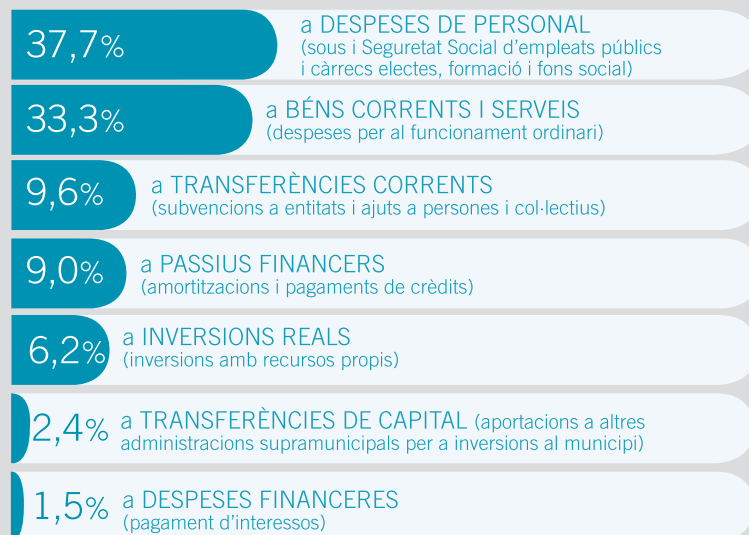 37,7%
a DESPESES DE PERSONAL
(sous i Seguretat Social d’empleats públics
i càrrecs electes, formació i fons social)
33,3%
a BÉNS CORRENTS I SERVEIS
(despeses per al funcionament ordinari)
9,6%
a TRANSFERÈNCIES CORRENTS
(subvencions a entitats i ajuts a persones i col·lectius)
9,0%
a PASSIUS FINANCERS
(amortitzacions i pagaments de crèdits)
6,2%
a INVERSIONS REALS
(inversions amb recursos propis)
2,4%
a TRANSFERÈNCIES DE CAPITAL (aportacions a altres
administracions supramunicipals per a inversions al municipi)
1,5%
a DESPESES FINANCERES
(pagament d’interessos)